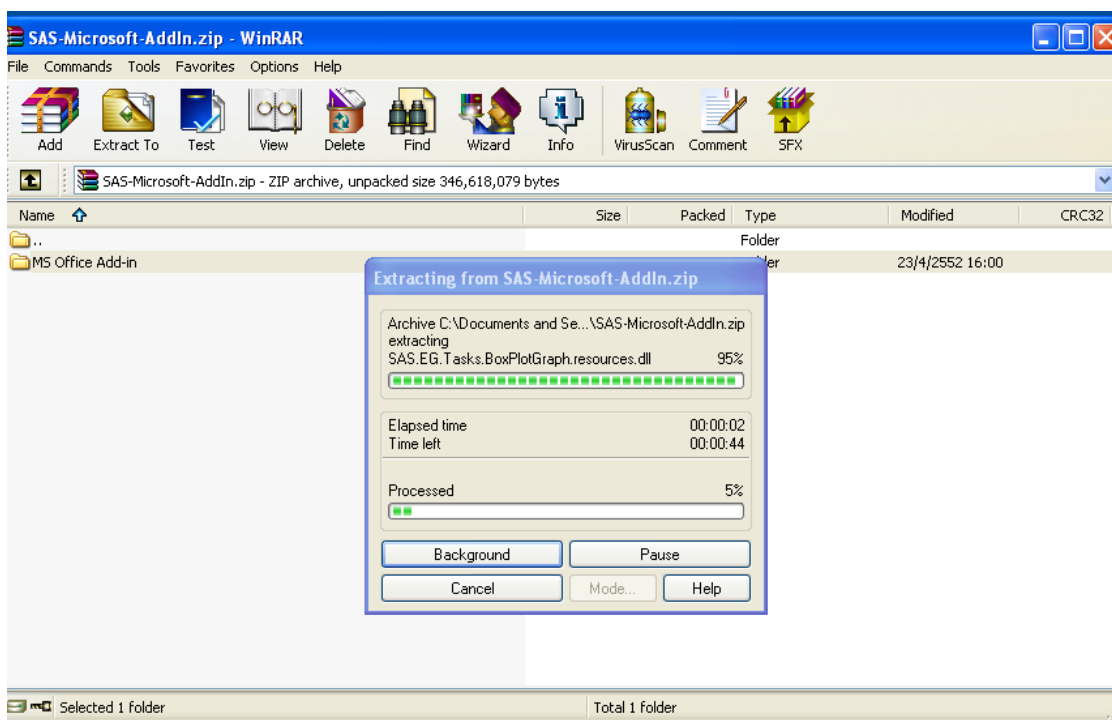 SAS-Microsoft-AddIn.zip - WinRAR
File Commands Tools Favorites Options Help
Add Extract To Test View Delete Find Wizard Info VirusScan Comment SFX
SAS-Microsoft-AddIn.zip - ZIP archive, unpacked size 346,618,079 bytes
Name Size Packed Type Modified CRC32
.. Folder
MS Office Add-in 23/4/2552 16:00
Extracting from SAS-Microsoft-AddIn.zip
Archive C:\Documents and Se...\SAS-Microsoft-AddIn.zip
extracting
SAS.EG.Tasks.BoxPlotGraph.resources.dll 95%
Elapsed time 00:00:02
Time left 00:00:44
Processed 5%
Background Pause
Cancel Mode... Help
Selected 1 folder Total 1 folder